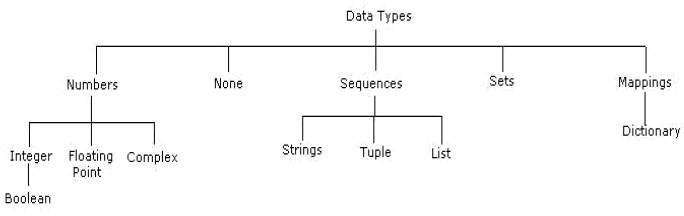 Data Types
Numbers
None
Sequences
Sets
Mappings
Integer
Floating
Point
Complex
Strings
Tuple
List
Dictionary
Boolean